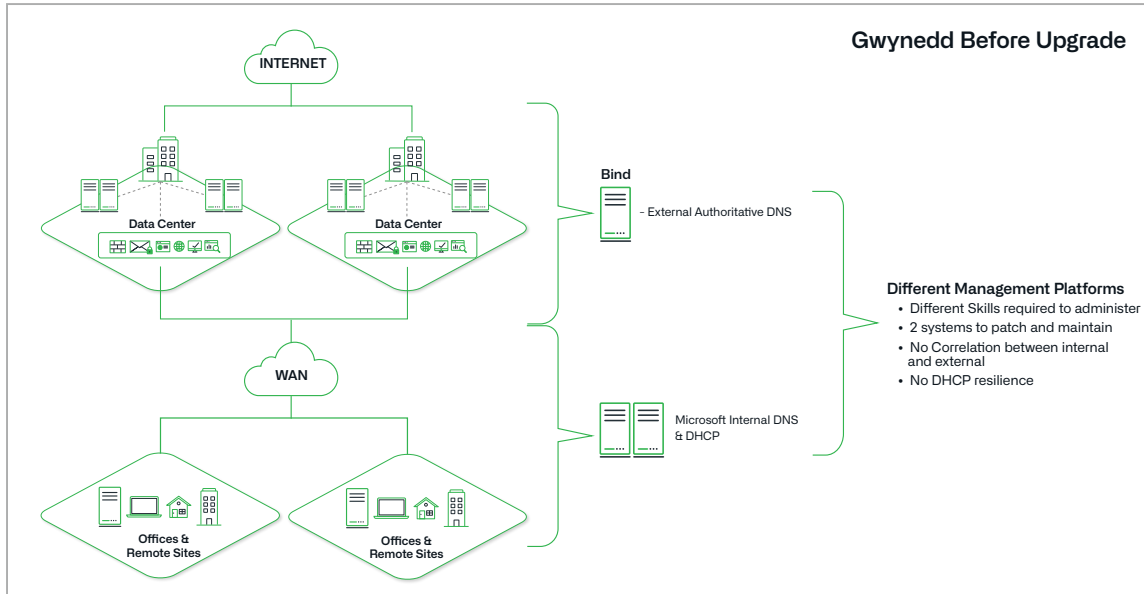 Gwynedd Before Upgrade
INTERNET
Data Center
Data Center
Bind
- External Authoritative DNS
Different Management Platforms
• Different Skills required to administer
• 2 systems to patch and maintain
• No Correlation between internal
and external
• No DHCP resilience
WAN
Microsoft Internal DNS
& DHCP
Offices &
Remote Sites
Offices &
Remote Sites